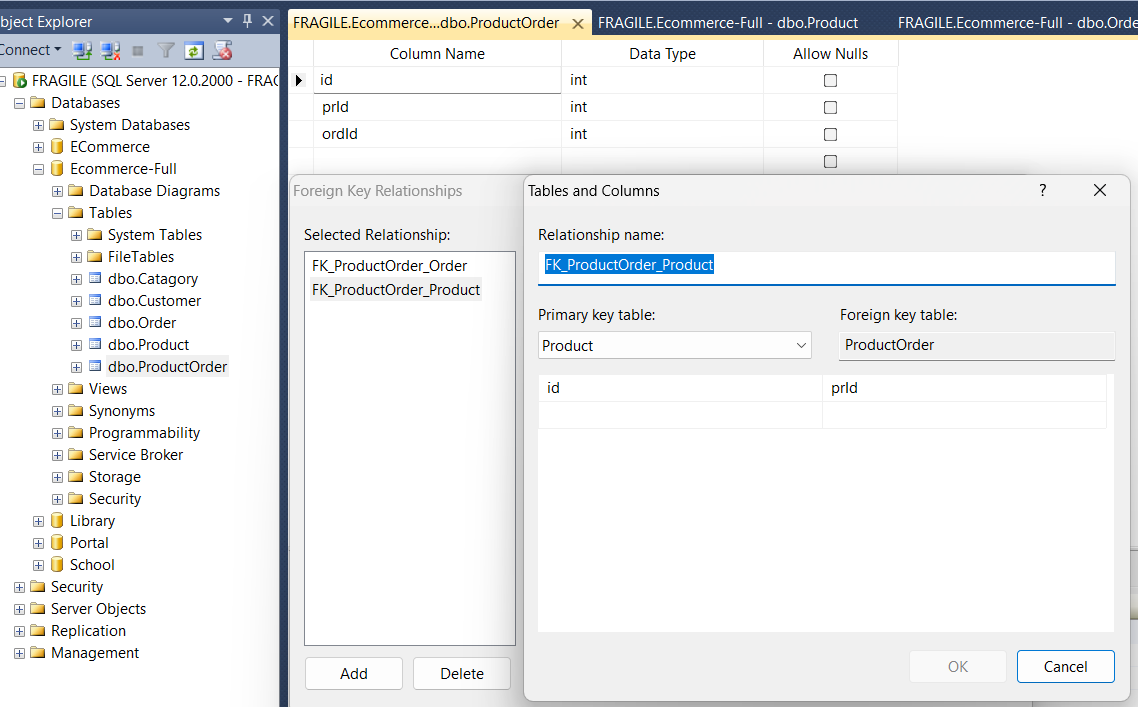 bject Explorer
Connect
FRAGILE (SQL Server 12.0.2000 - FRAG
Databases
System Databases
ECommerce
Ecommerce-Full
Database Diagrams
Tables
System Tables
FileTables
dbo.Catagory
dbo.Customer
dbo.Order
dbo.Product
dbo.ProductOrder
Views
Synonyms
Programmability
Service Broker
Storage
Security
Library
Portal
School
Security
Server Objects
Replication
Management
FRAGILE.Ecommerce...dbo.ProductOrder
FRAGILE.Ecommerce-Full - dbo.Product
FRAGILE.Ecommerce-Full - dbo.Orde
Column Name Data Type Allow Nulls
id int
prId int
ordId int
Foreign Key Relationships
Selected Relationship:
FK_ProductOrder_Order
FK_ProductOrder_Product
Add Delete
Tables and Columns ?
Relationship name:
FK_ProductOrder_Product
Primary key table: Foreign key table:
Product ProductOrder
id prId
OK Cancel